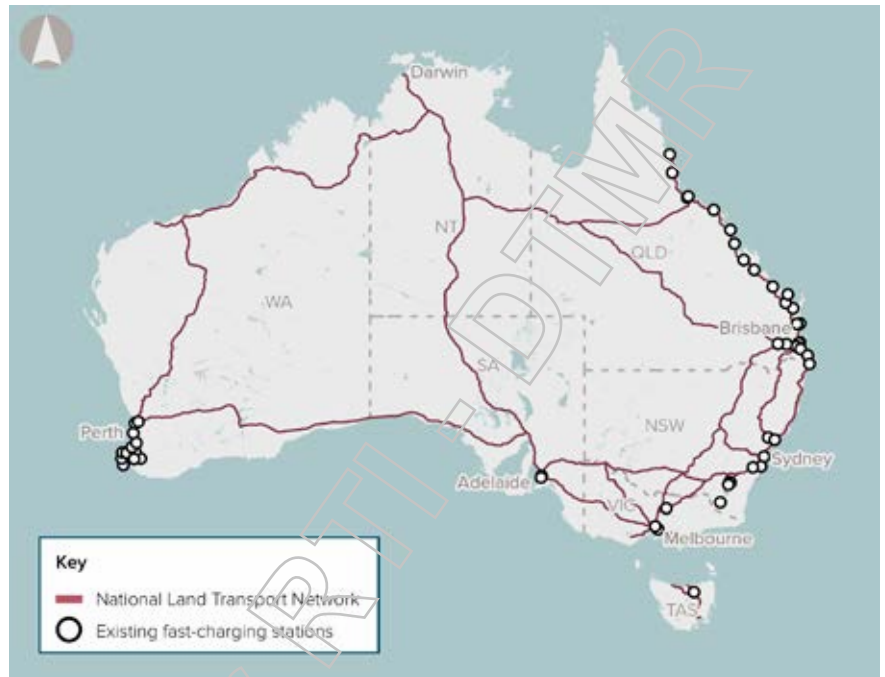 Darwin
NT
QLD
WA
Brisbane
SA
NSW
Perth
Sydney
Adelaide
VIC
Melbourne
Key
National Land Transport Network
Existing fast-charging stations
TAS
RTI - DTMR